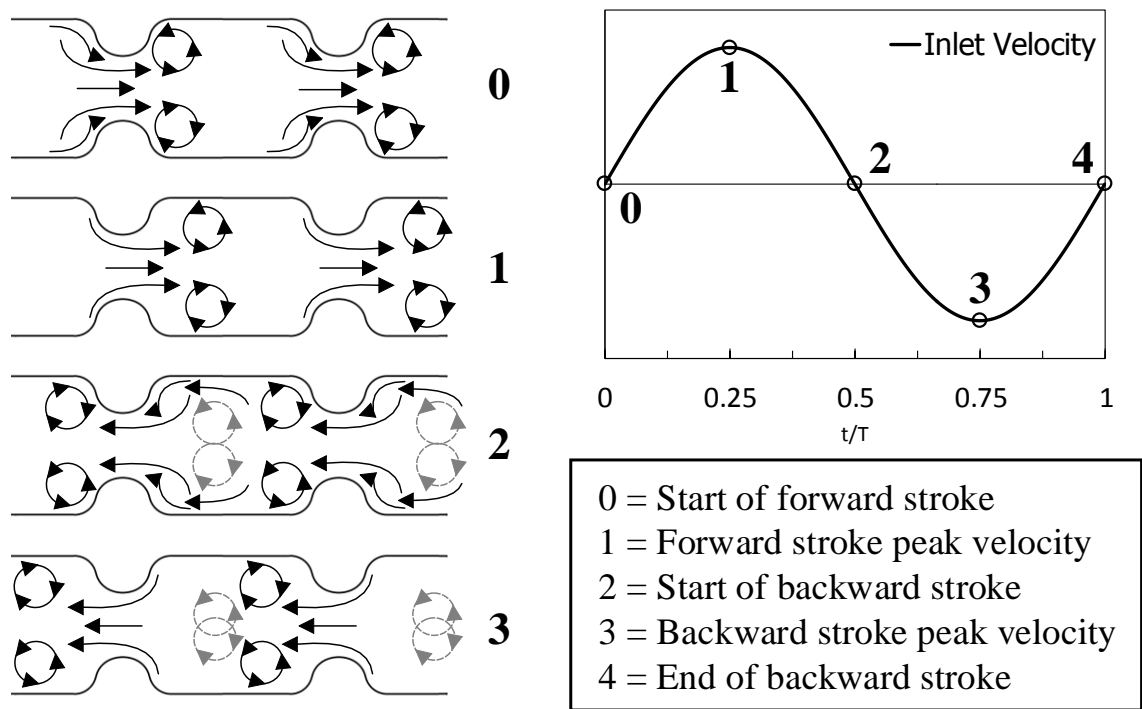 0
1
2
3
Inlet Velocity
1
2
4
0
3
0 0.25 0.5 0.75 1
t/T
0 = Start of forward stroke
1 = Forward stroke peak velocity
2 = Start of backward stroke
3 = Backward stroke peak velocity
4 = End of backward stroke